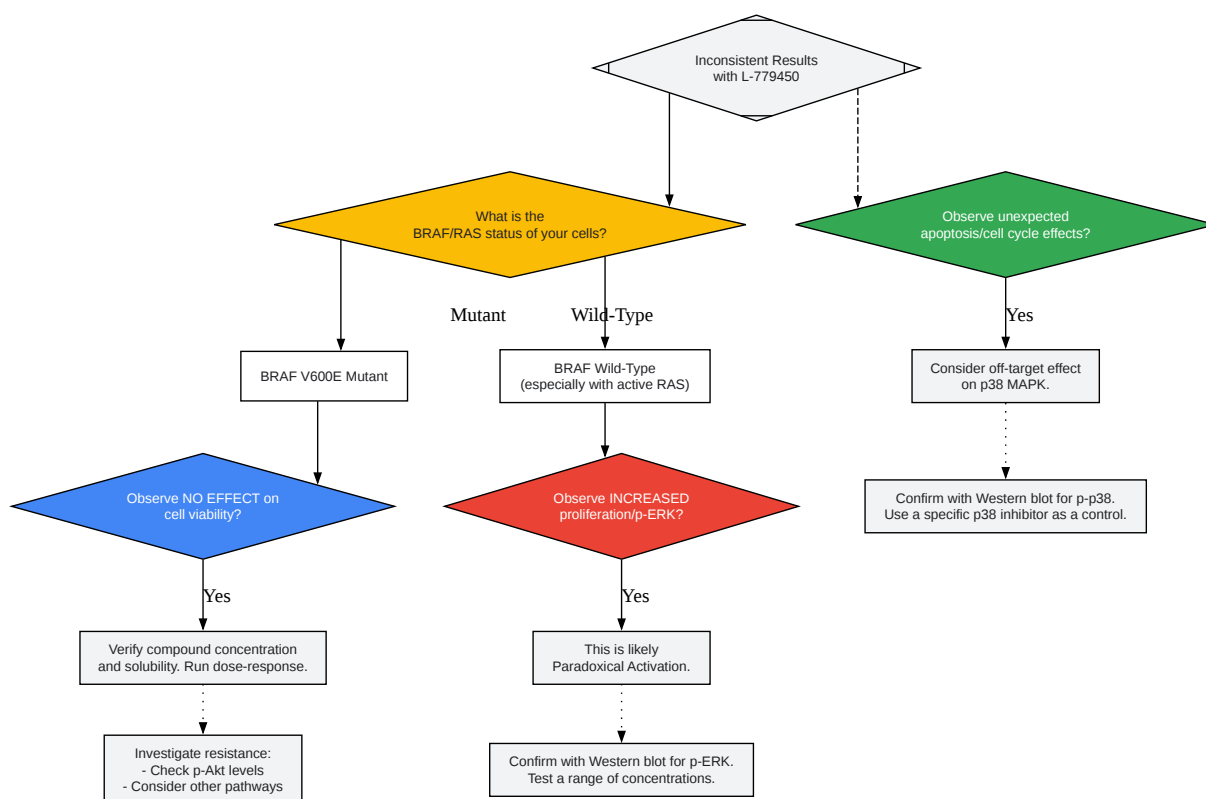 Inconsistent Results
with L-779450
What is the
BRAF/RAS status of your cells?
Observe unexpected
apoptosis/cell cycle effects?
Mutant
Wild-Type
Yes
BRAF V600E Mutant
BRAF Wild-Type
(especially with active RAS)
Consider off-target effect
on p38 MAPK.
Observe NO EFFECT on
cell viability?
Observe INCREASED
proliferation/p-ERK?
Confirm with Western blot for p-p38.
Use a specific p38 inhibitor as a control.
Yes
Yes
Verify compound concentration
and solubility. Run dose-response.
This is likely
Paradoxical Activation.
Investigate resistance:
- Check p-Akt levels
- Consider other pathways
Confirm with Western blot for p-ERK.
Test a range of concentrations.